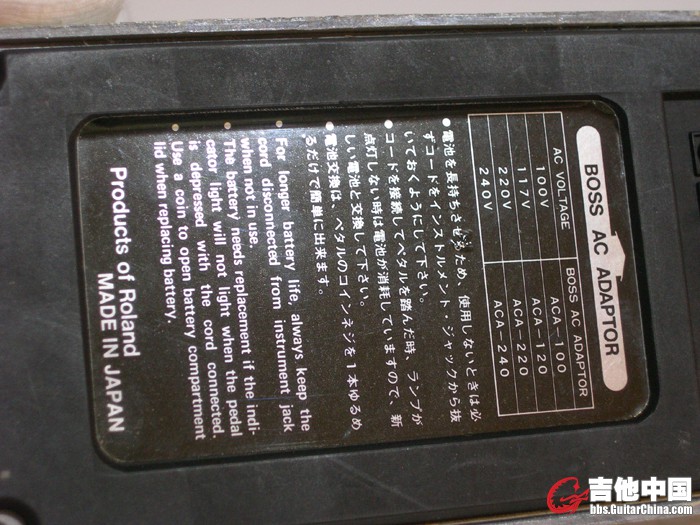 BOSS AC ADAPTOR
AC VOLTAGE BOSS AC ADAPTOR
100V ACA-100
117V ACA-120
220V ACA-220
240V ACA-240
●電池を長持ちさせるため、使用しないときは必
ずコードをインストルメント・ジャックから抜
いておくようにして下さい。
●コードを接続してペダルを踏んだ時、ランプが
点灯しない時は電池が消耗していますので、新
しい電池と交換して下さい。
●電池交換は、ペダルのコインネジを1本ゆるめ
るだけで簡単に出来ます。
● For longer battery life, always keep the
cord disconnected from instrument jack
when not in use.
● The battery needs replacement if the indi-
cator light will not light when the pedal
is depressed with the cord connected.
● Use a coin to open battery compartment
lid when replacing battery.
Products of Roland
MADE IN JAPAN
吉他中国
bbs.GuitarChina.com